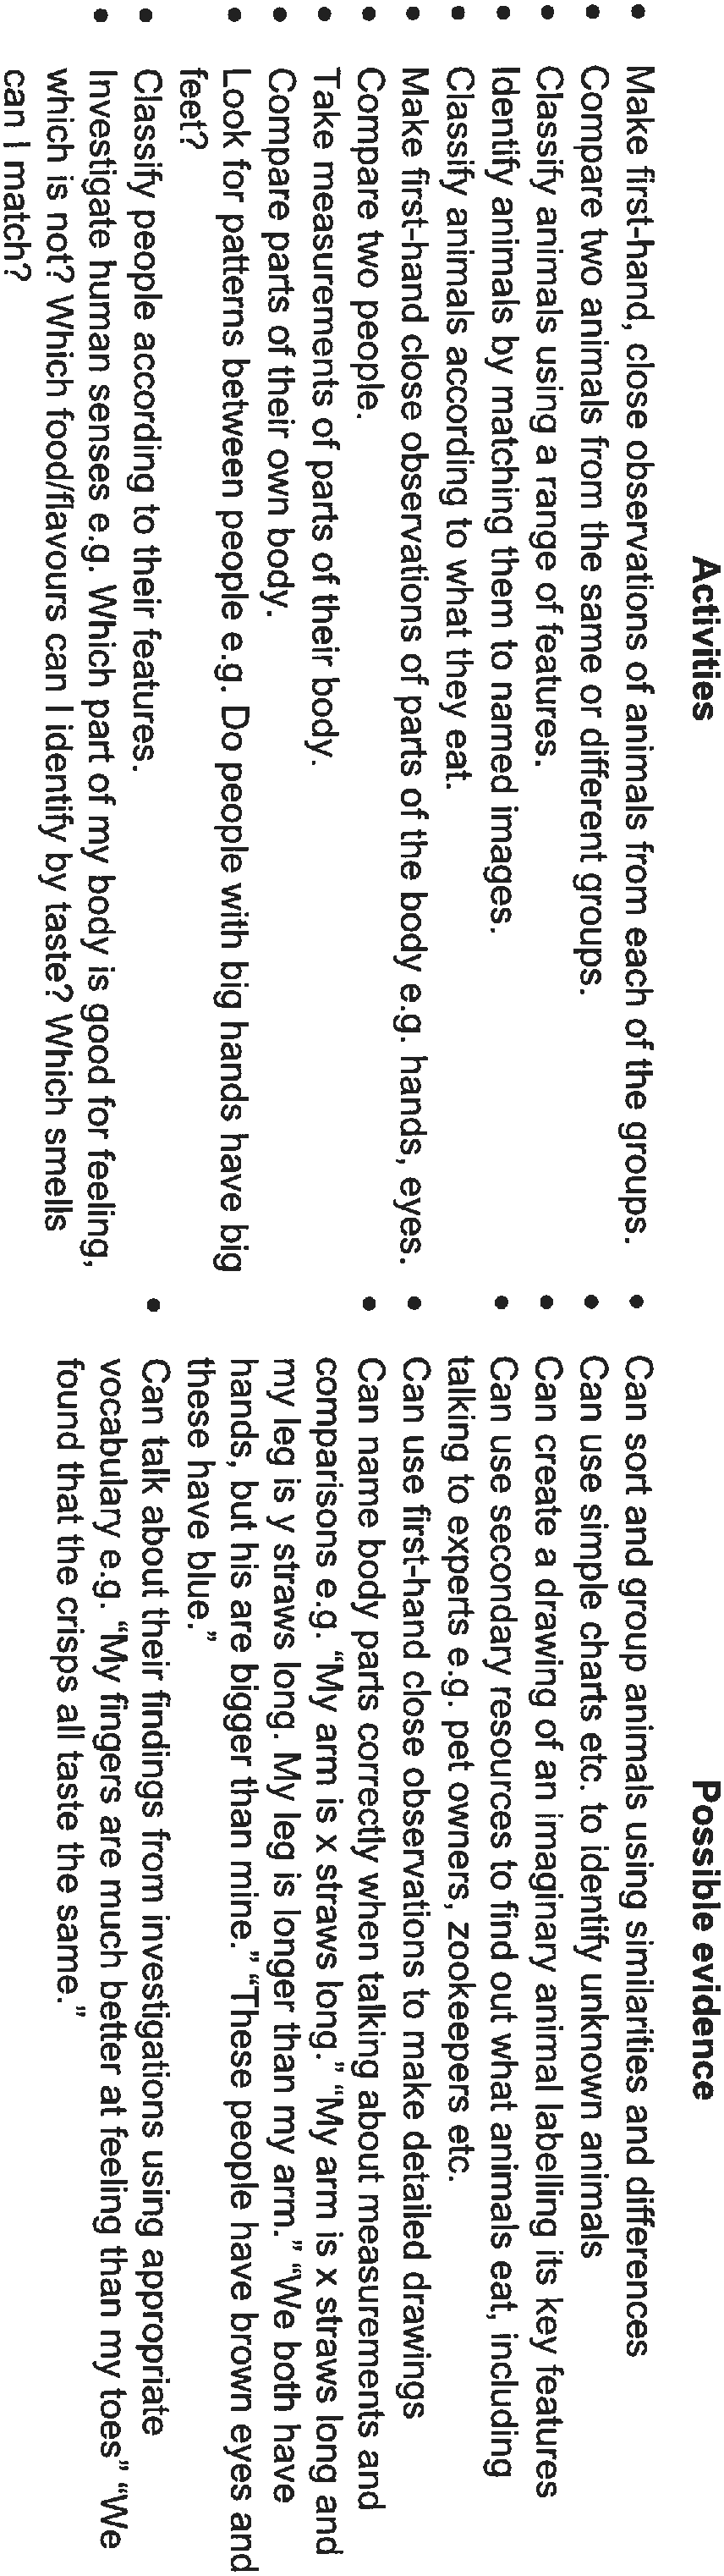 Activities
• Make first-hand, close observations of animals from each of the groups.
• Compare two animals from the same or different groups.
• Classify animals using a range of features.
• Identify animals by matching them to named images.
• Classify animals according to what they eat.
• Make first-hand close observations of parts of the body e.g. hands, eyes.
• Compare two people.
• Take measurements of parts of their body.
• Compare parts of their own body.
• Look for patterns between people e.g. Do people with big hands have big
feet?
• Classify people according to their features.
• Investigate human senses e.g. Which part of my body is good for feeling,
which is not? Which food/flavours can I identify by taste? Which smells
can I match?
Possible evidence
• Can sort and group animals using similarities and differences
• Can use simple charts etc. to identify unknown animals
• Can create a drawing of an imaginary animal labelling its key features
• Can use secondary resources to find out what animals eat, including
talking to experts e.g. pet owners, zookeepers etc.
• Can use first-hand close observations to make detailed drawings
• Can name body parts correctly when talking about measurements and
comparisons e.g. “My arm is x straws long.” “My arm is x straws long and
my leg is y straws long. My leg is longer than my arm.” “We both have
hands, but his are bigger than mine.” “These people have brown eyes and
these have blue.”
• Can talk about their findings from investigations using appropriate
vocabulary e.g. “My fingers are much better at feeling than my toes” “We
found that the crisps all taste the same.”